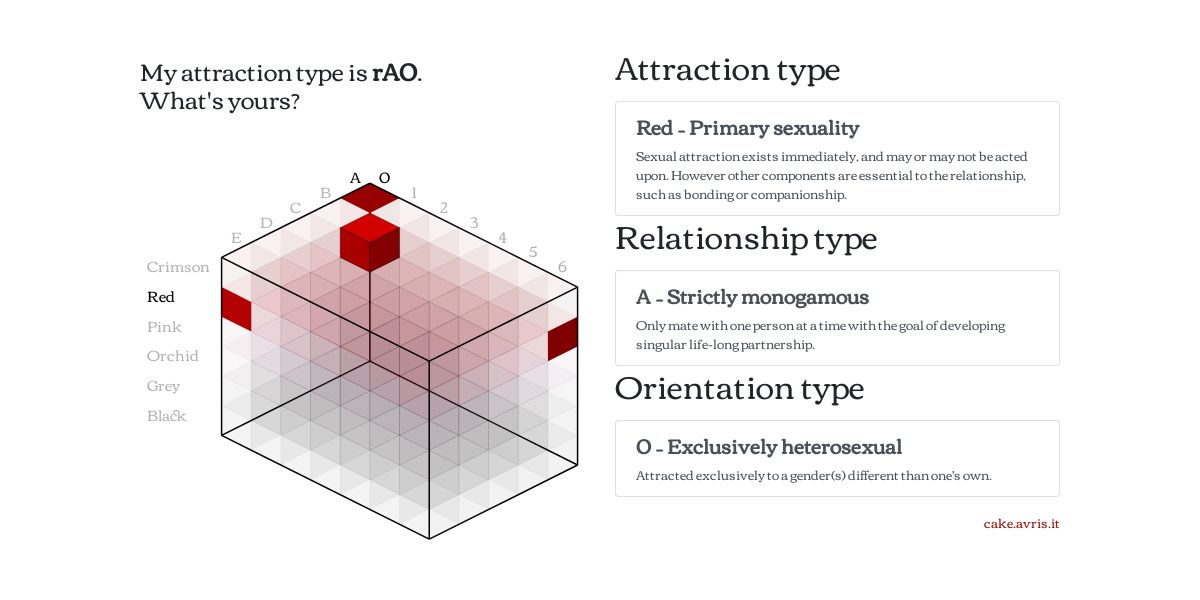 My attraction type is rAO.
What's yours?
A O
B 1
C 2
D 3
E 4
5
6
Crimson
Red
Pink
Orchid
Grey
Black
Attraction type
Red - Primary sexuality
Sexual attraction exists immediately, and may or may not be acted
upon. However other components are essential to the relationship,
such as bonding or companionship.
Relationship type
A - Strictly monogamous
Only mate with one person at a time with the goal of developing
singular life-long partnership.
Orientation type
0 - Exclusively heterosexual
Attracted exclusively to a gender(s) different than one's own.
cake.avris.it